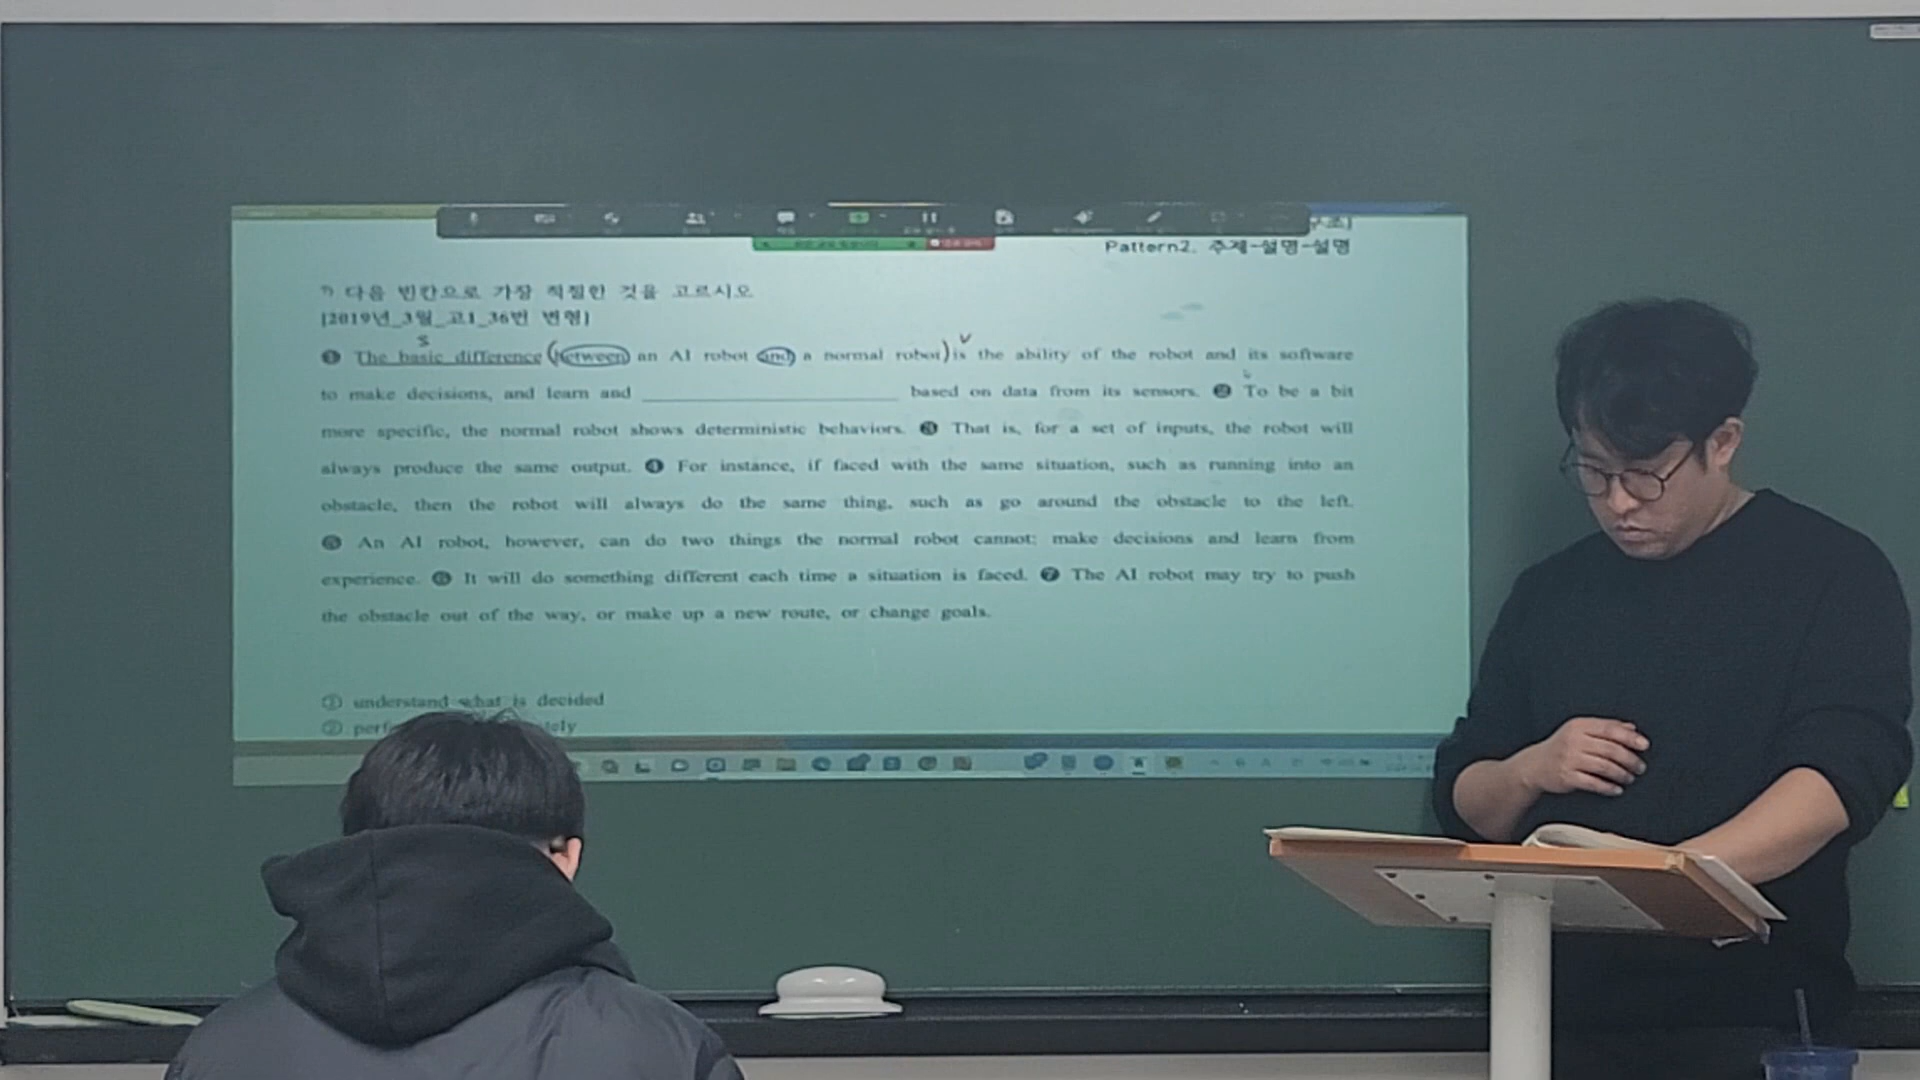 구조]
Pattern2. 주제-설명-설명
7) 다음 빈칸으로 가장 적절한 것을 고르시오
[2019년_3월_고1_36번 변형]
S V
❶ The basic difference (between an AI robot and a normal robot) is the ability of the robot and its software
to make decisions, and learn and ______________ based on data from its sensors. ❷ To be a bit
more specific, the normal robot shows deterministic behaviors. ❸ That is, for a set of inputs, the robot will
always produce the same output. ❹ For instance, if faced with the same situation, such as running into an
obstacle, then the robot will always do the same thing, such as go around the obstacle to the left.
❺ An AI robot, however, can do two things the normal robot cannot: make decisions and learn from
experience. ❻ It will do something different each time a situation is faced. ❼ The AI robot may try to push
the obstacle out of the way, or make up a new route, or change goals.
① understand what is decided
②